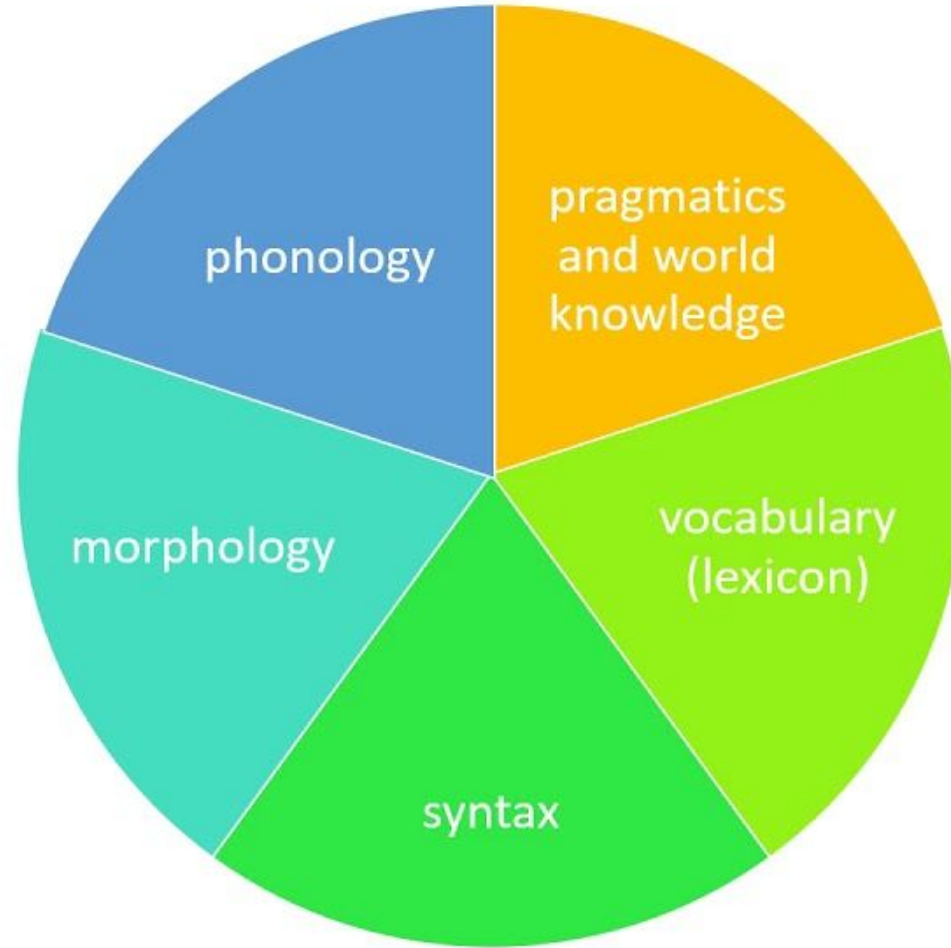 phonology
pragmatics
and world
knowledge
morphology
vocabulary
(lexicon)
syntax